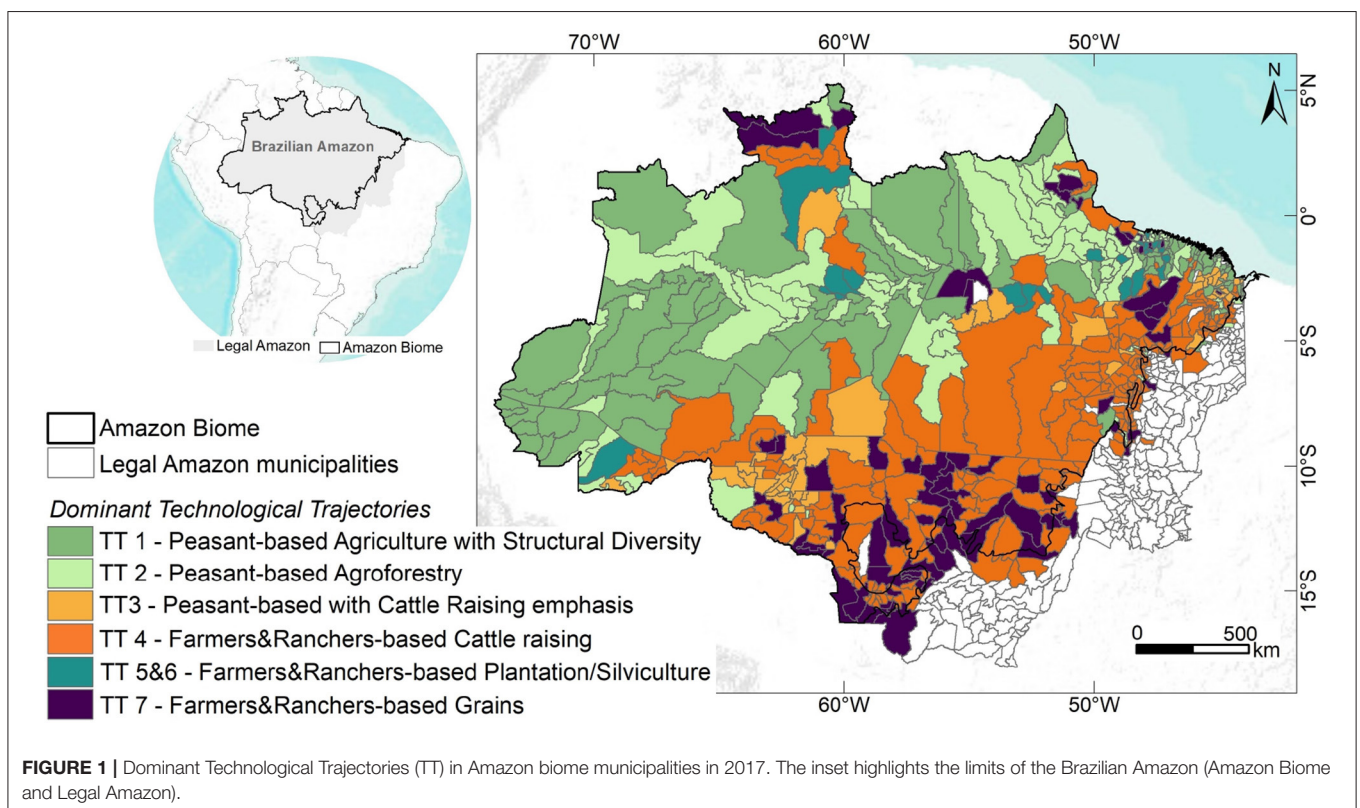 70°W 60°W 50°W
N
5°N
Brazilian Amazon
0°
Legal Amazon Amazon Biome
5°S
Amazon Biome
Legal Amazon municipalities
10°S
Dominant Technological Trajectories
TT 1 - Peasant-based Agriculture with Structural Diversity
TT 2 - Peasant-based Agroforestry
TT3 - Peasant-based with Cattle Raising emphasis
15°S
TT 4 - Farmers&Ranchers-based Cattle raising
0 500
km
TT 5&6 - Farmers&Ranchers-based Plantation/Silviculture
TT 7 - Farmers&Ranchers-based Grains
60°W 50°W
FIGURE 1 | Dominant Technological Trajectories (TT) in Amazon biome municipalities in 2017. The inset highlights the limits of the Brazilian Amazon (Amazon Biome
and Legal Amazon).